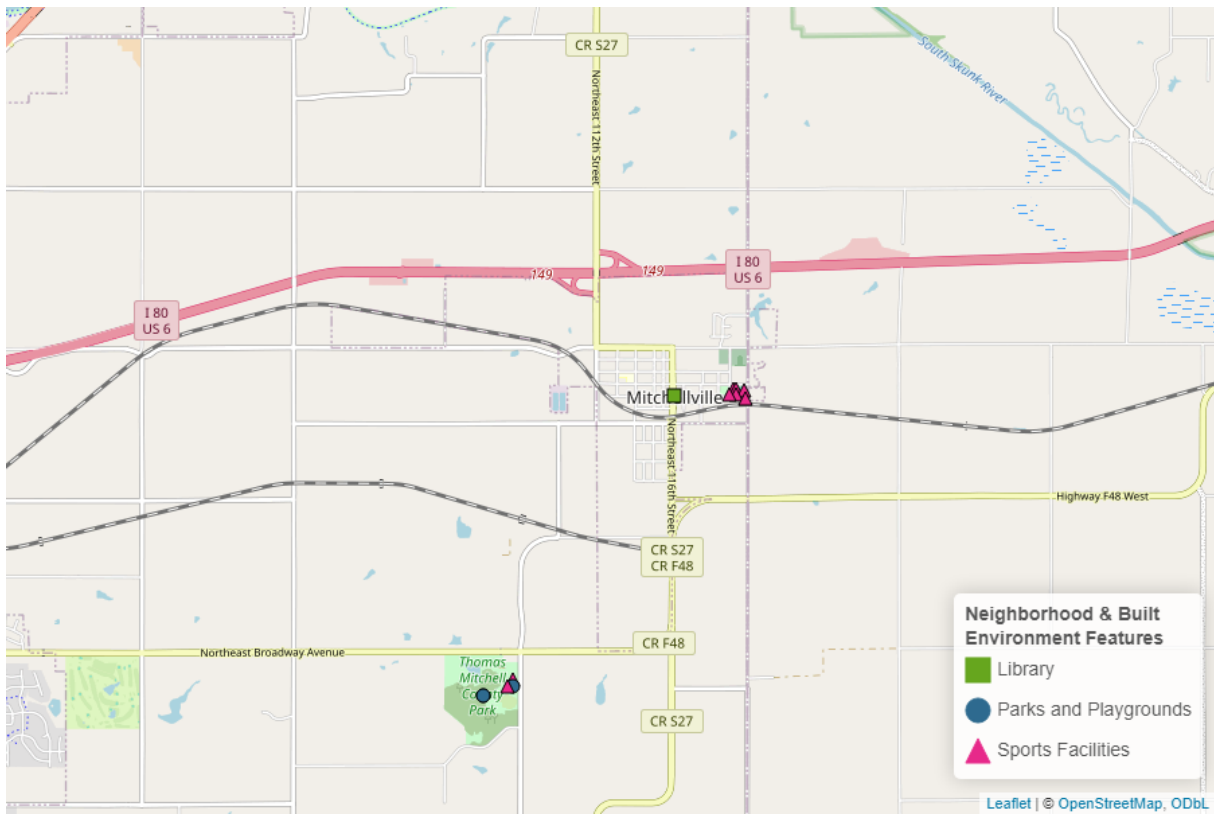 CR S27
Northeast 112th Street
South Skunk River
149
149
I 80
US 6
I 80
US 6
Mitchellville
Northeast 116th Street
Highway F48 West
CR S27
CR F48
CR F48
Northeast Broadway Avenue
Thomas
Mitchell
County
Park
CR S27
Neighborhood & Built
Environment Features
Library
Parks and Playgrounds
Sports Facilities
Leaflet | © OpenStreetMap, ODbL